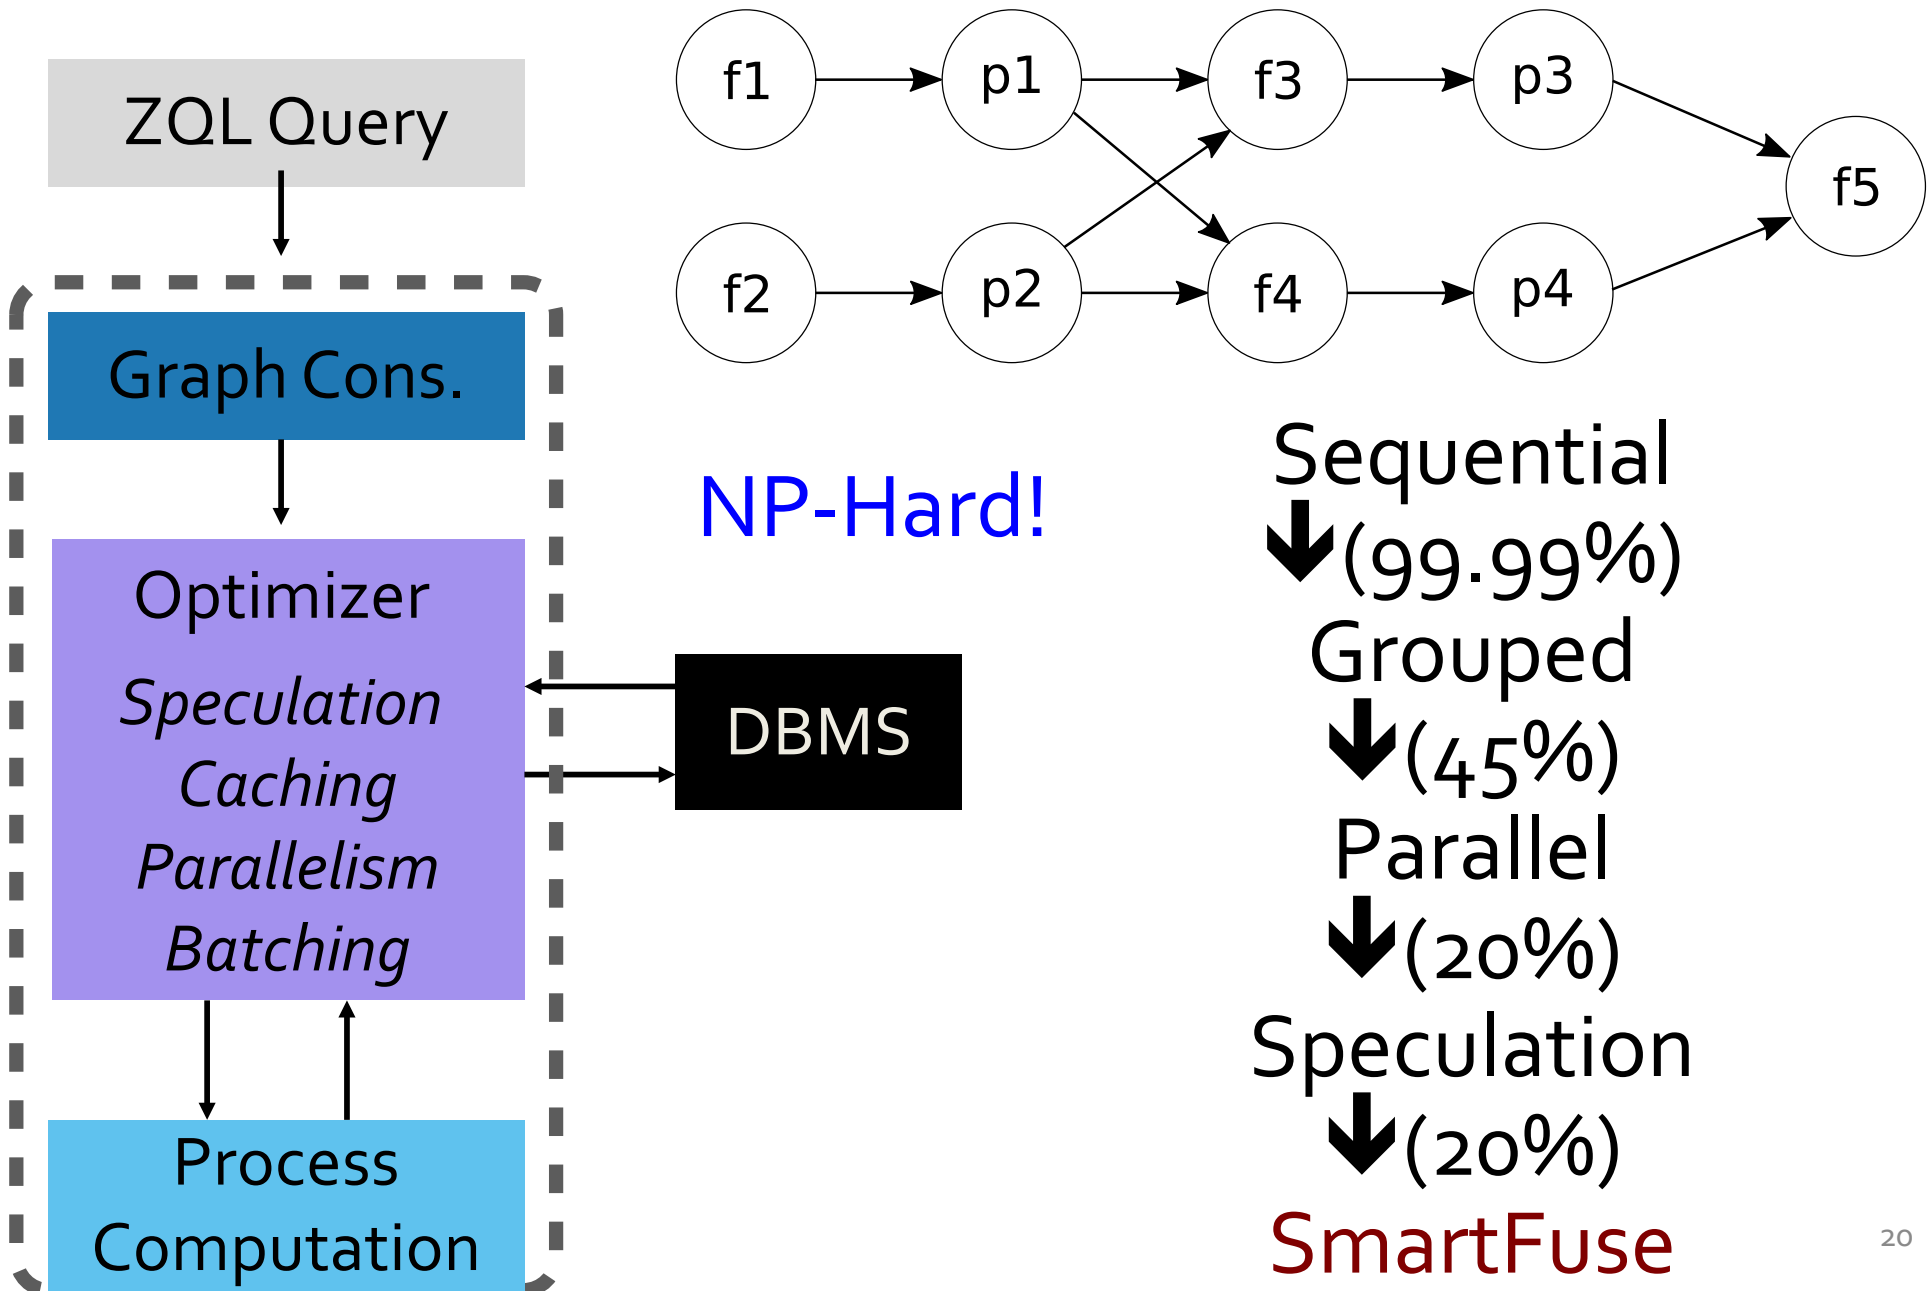 ZQL Query
Graph Cons.
Optimizer
Speculation
Caching
Parallelism
Batching
Process
Computation
DBMS
f1
p1
f3
p3
f5
f2
p2
f4
p4
NP-Hard!
Sequential
(99.99%)
Grouped
(45%)
Parallel
(20%)
Speculation
(20%)
SmartFuse
20